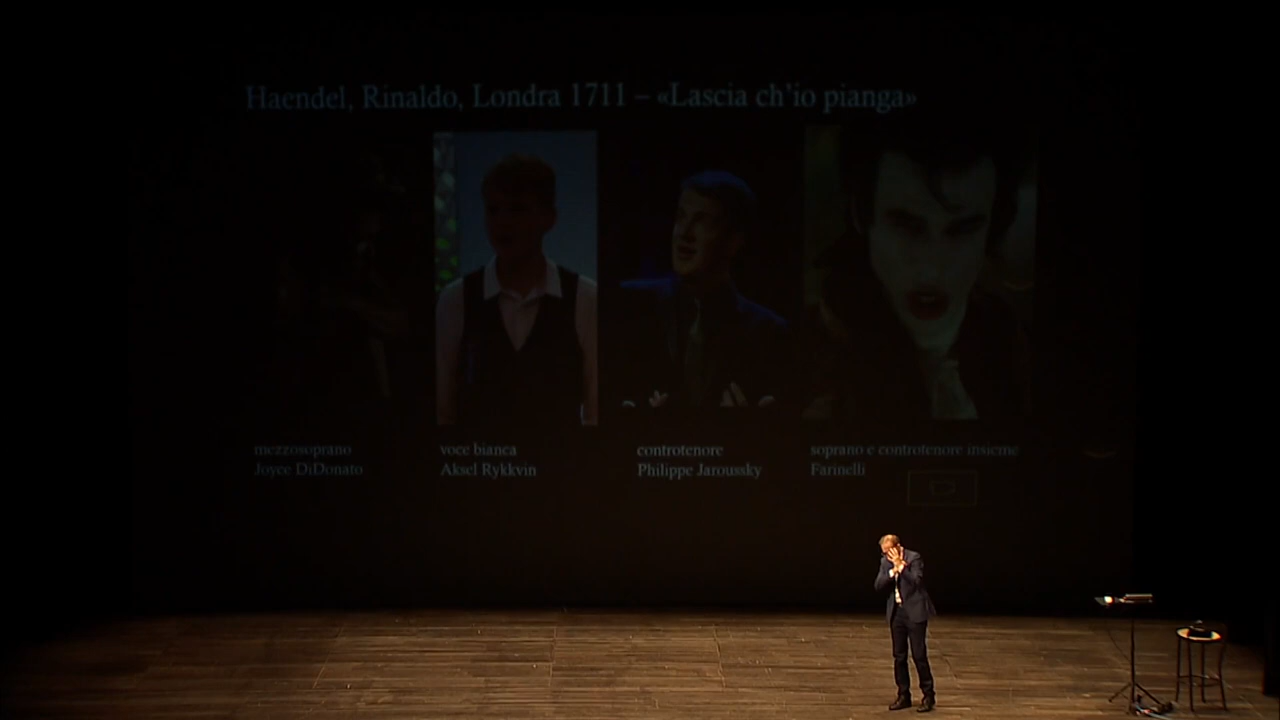 Haendel, Rinaldo, Londra 1711 – «Lascia ch'io pianga»
mezzosoprano
Joyce DiDonato
voce bianca
Aksel Rykkvin
controtenore
Philippe Jaroussky
soprano e controtenore insieme
Farinelli